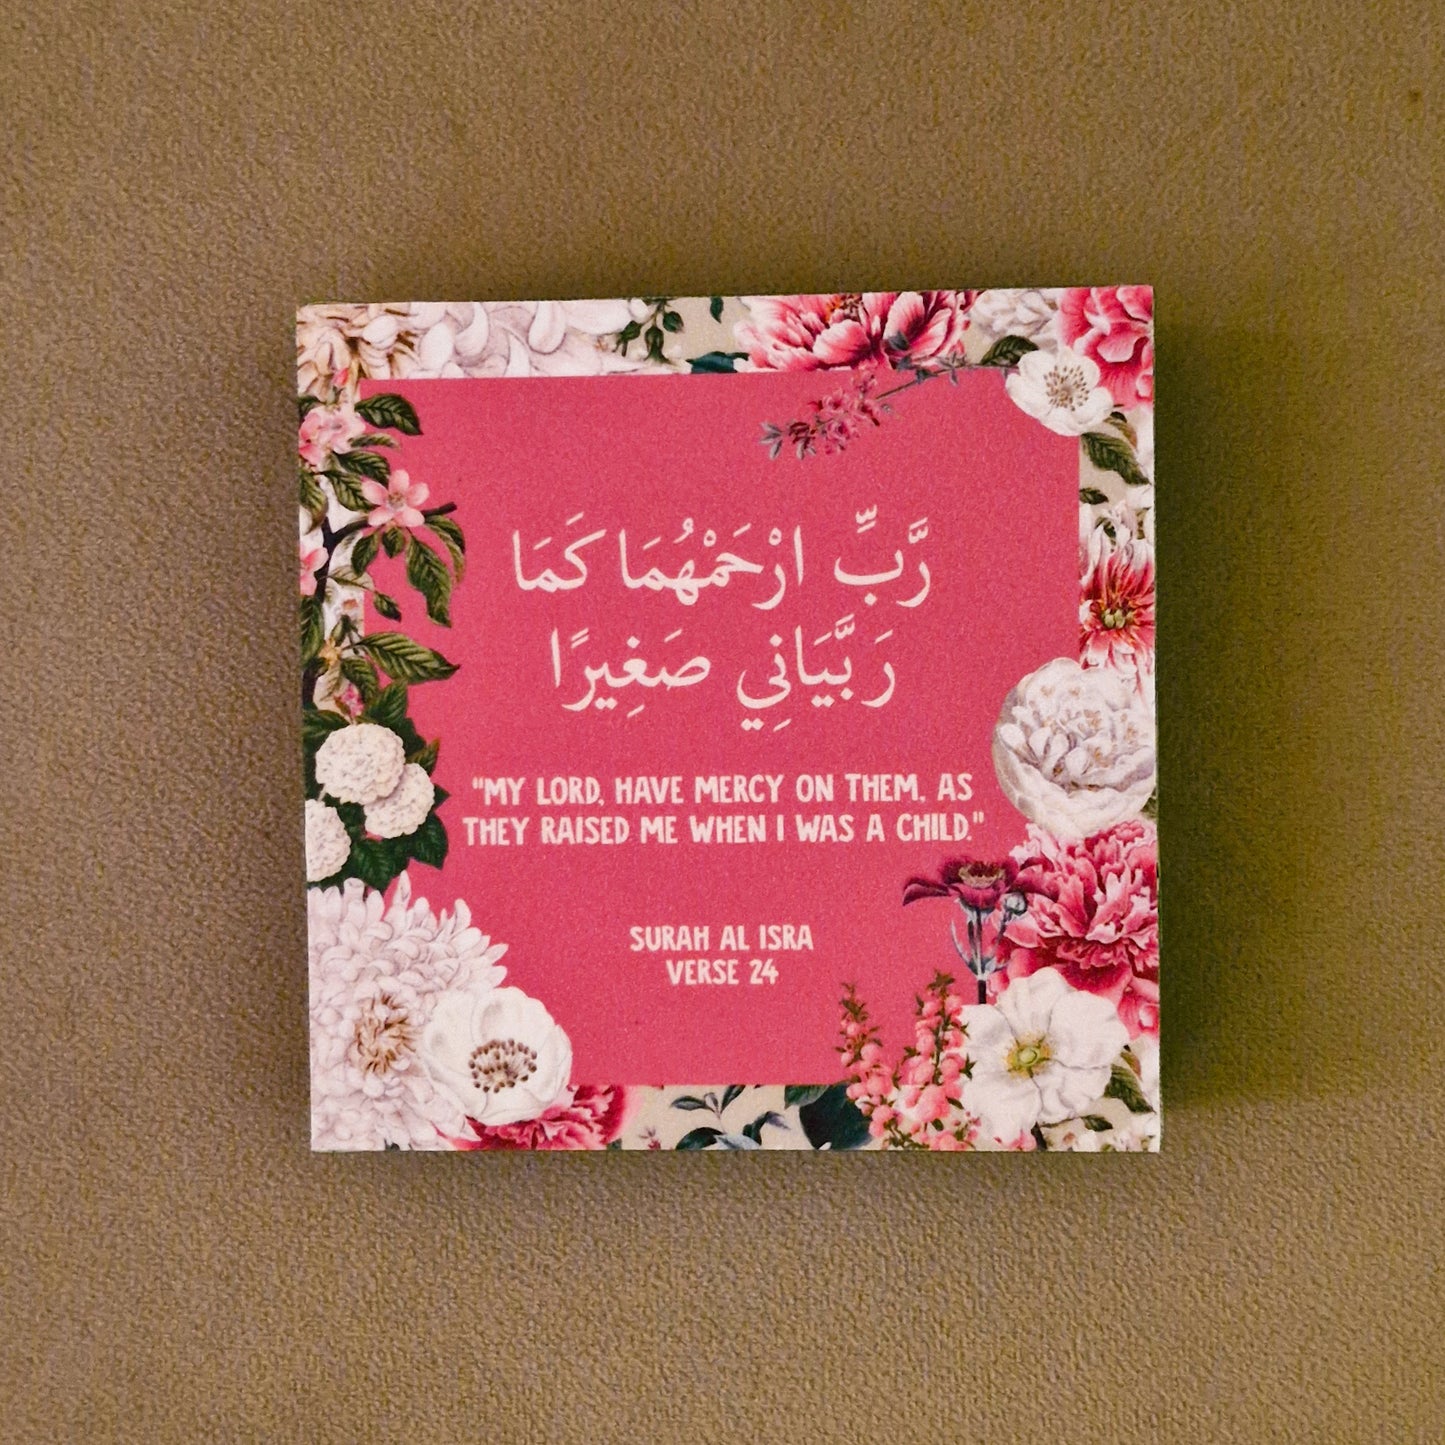 رَّبِّ ارْحَمْهُمَا كَمَا
رَبَّيَانِي صَغِيرًا
"MY LORD, HAVE MERCY ON THEM, AS
THEY RAISED ME WHEN I WAS A CHILD."
SURAH AL ISRA
VERSE 24